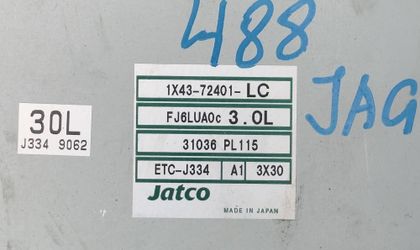 488
JAG
1X43-72401-LC
FJ6LUA0c 3.0L
31036 PL115
ETC-J334 A1 3X30
Jatco
MADE IN JAPAN
30L
J334 9062